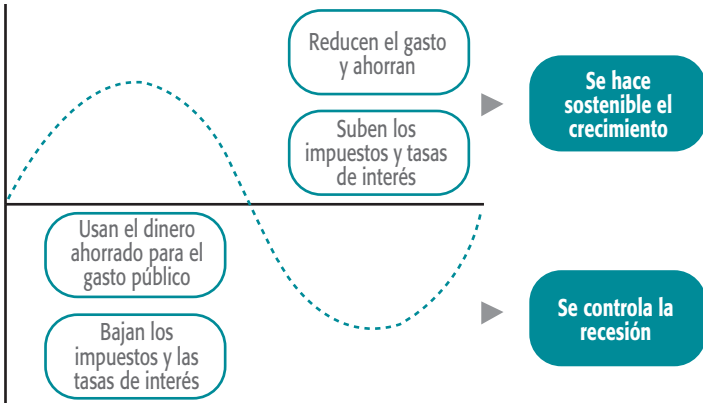 Reducen el gasto
y ahorran
Suben los
impuestos y tasas
de interés
Se hace
sostenible el
crecimiento
Usan el dinero
ahorrado para el
gasto público
Bajan los
impuestos y las
tasas de interés
Se controla la
recesión